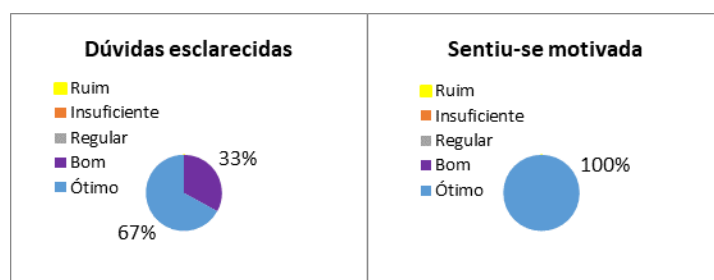 Dúvidas esclarecidas
Ruim
Insuficiente
Regular
Bom
Ótimo
33%
67%
Sentiu-se motivada
Ruim
Insuficiente
Regular
Bom
Ótimo
100%